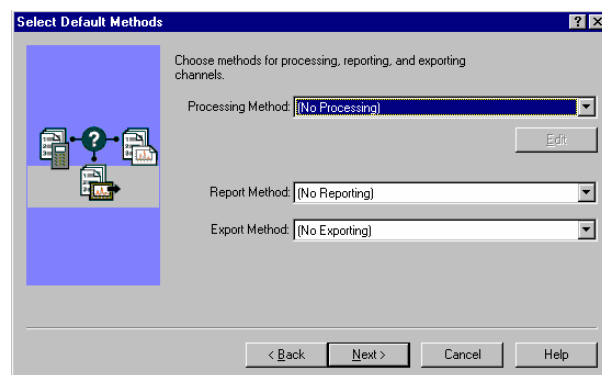 Select Default Methods
Choose methods for processing, reporting, and exporting
channels.
Processing Method: (No Processing)
Edit
Report Method: (No Reporting)
Export Method: (No Exporting)
< Back Next > Cancel Help